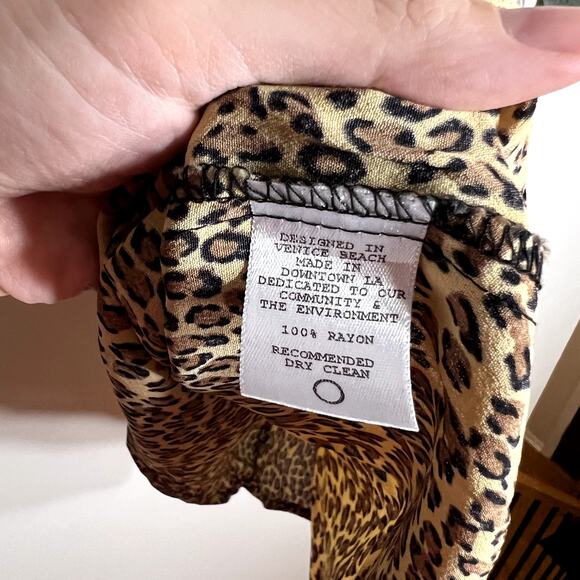 DESIGNED IN
VENICE BEACH
MADE IN
DOWNTOWN LA
DEDICATED TO OUR
COMMUNITY &
THE ENVIRONMENT
100% RAYON
RECOMMENDED
DRY CLEAN